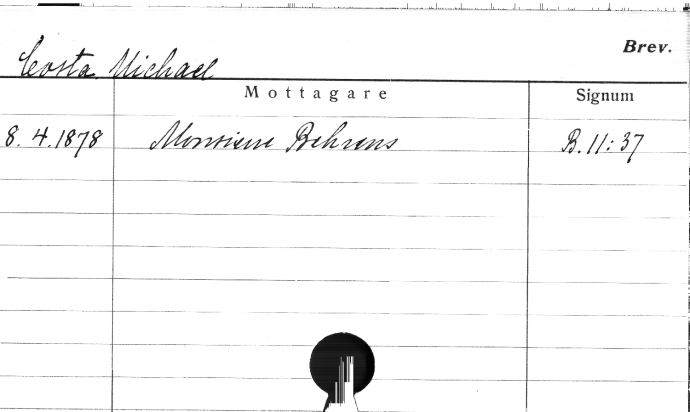 Brev.
Costa Michael
Mottagare Signum
8. 4. 1878 Monsieur Behrens B. 11:37